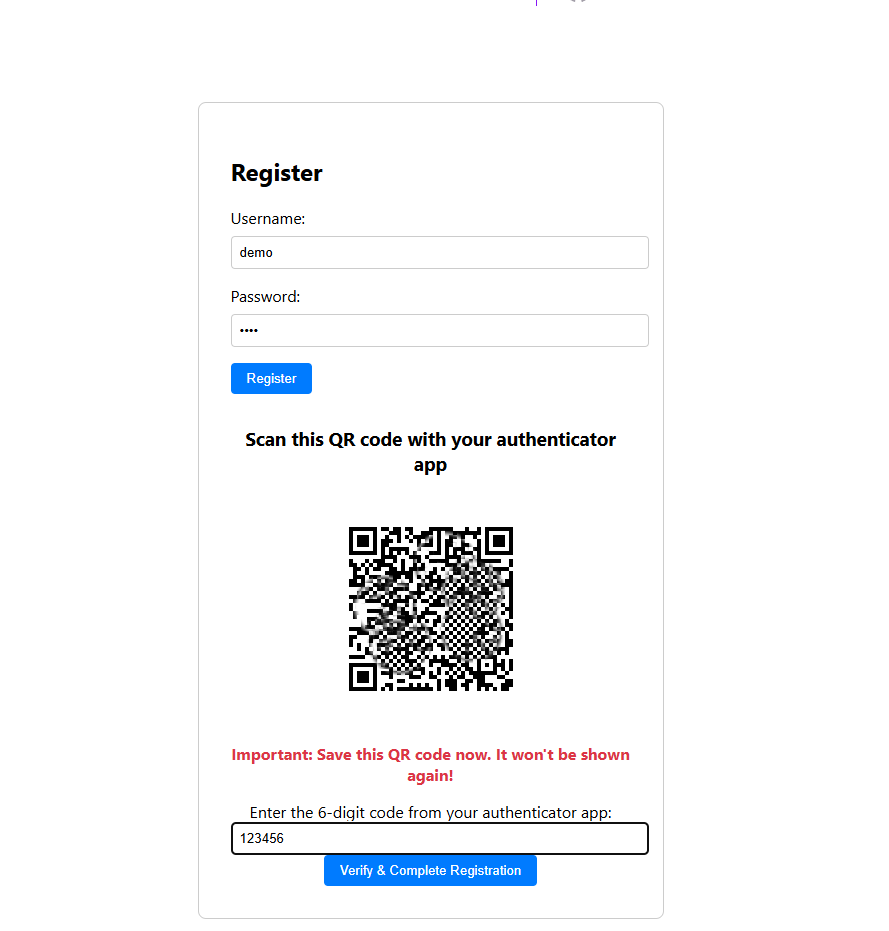 Register
Username:
demo
Password:
••••
Register
Scan this QR code with your authenticator
app
Important: Save this QR code now. It won't be shown
again!
Enter the 6-digit code from your authenticator app:
123456
Verify & Complete Registration